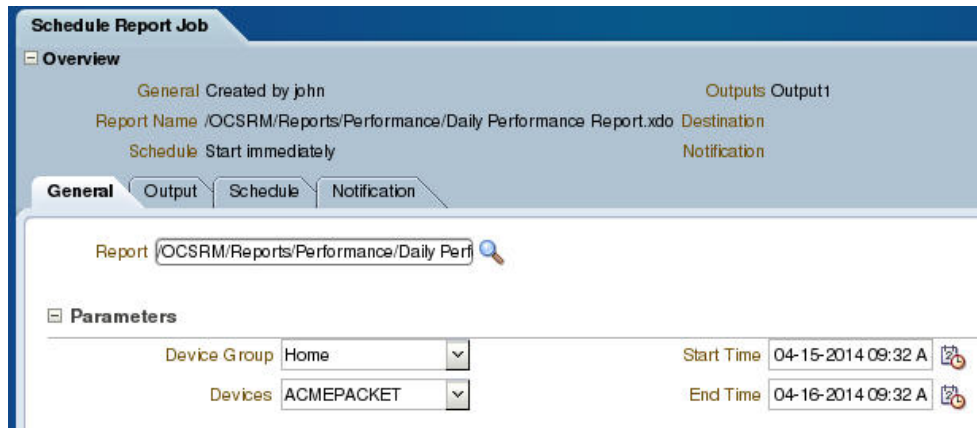 Schedule Report Job
Overview
General Created by john Outputs Output1
Report Name /OCSRM/Reports/Performance/Daily Performance Report.xdo Destination
Schedule Start immediately Notification
General Output Schedule Notification
Report /OCSRM/Reports/Performance/Daily Perf
Parameters
Device Group Home Start Time 04-15-2014 09:32 A
Devices ACMEPACKET End Time 04-16-2014 09:32 A